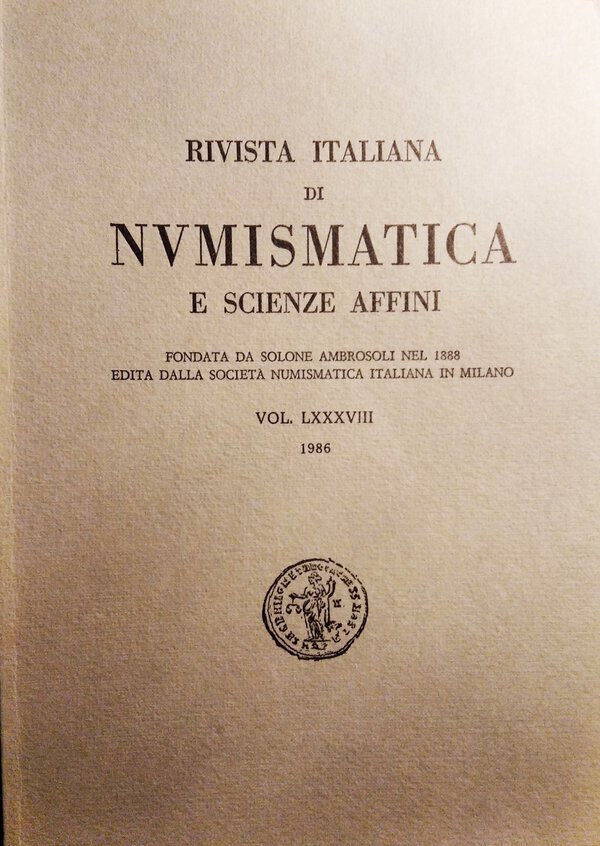 RIVISTA ITALIANA
DI
NVMISMATICA
E SCIENZE AFFINI
FONDATA DA SOLONE AMBROSOLI NEL 1888
EDITA DALLA SOCIETÀ NUMISMATICA ITALIANA IN MILANO
VOL. LXXXVIII
1986